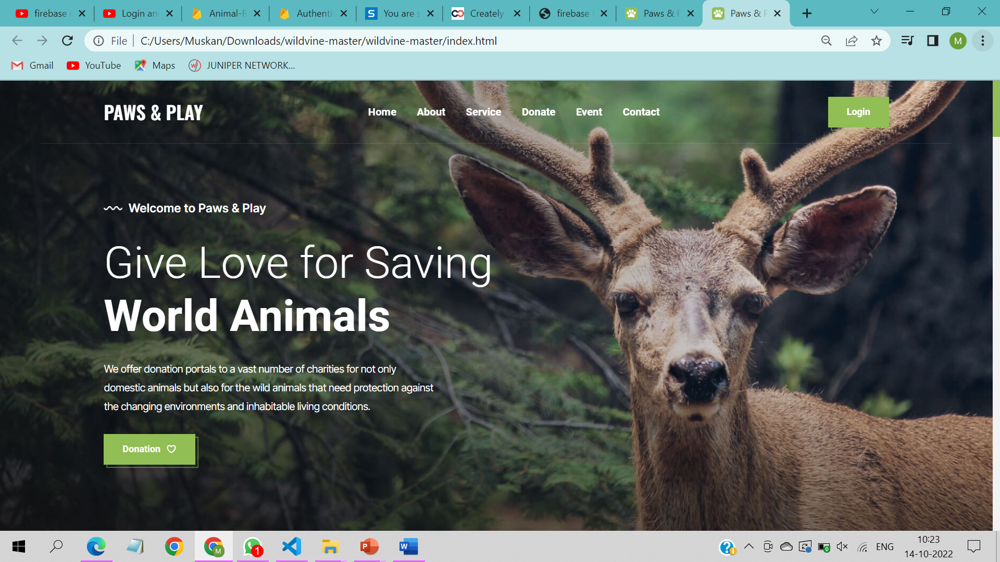 firebase
Login and
Animal-R
Authenti
You are s
Creately
firebase
Paws & P
Paws & P
File
C:/Users/Muskan/Downloads/wildvine-master/wildvine-master/index.html
M
Gmail
YouTube
Maps
JUNIPER NETWORK...
PAWS & PLAY
Home
About
Service
Donate
Event
Contact
Login
Welcome to Paws & Play
Give Love for Saving
World Animals
We offer donation portals to a vast number of charities for not only
domestic animals but also for the wild animals that need protection against
the changing environments and inhabitable living conditions.
Donation
M
1
P
W
ENG
10:23
14-10-2022